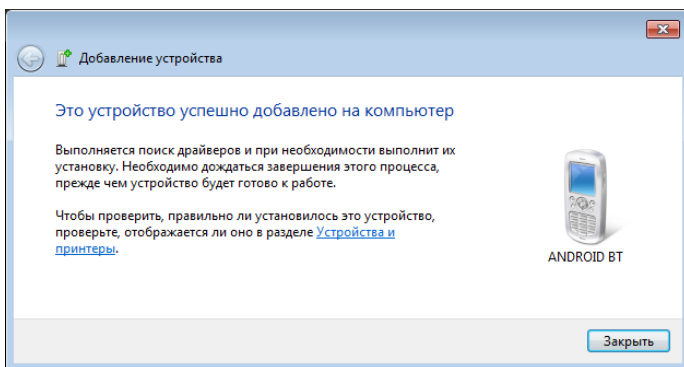 Добавление устройства
Это устройство успешно добавлено на компьютер
Выполняется поиск драйверов и при необходимости выполнит их
установку. Необходимо дождаться завершения этого процесса,
прежде чем устройство будет готово к работе.
Чтобы проверить, правильно ли установилось это устройство,
проверьте, отображается ли оно в разделе Устройства и
принтеры.
ANDROID BT
Закрыть